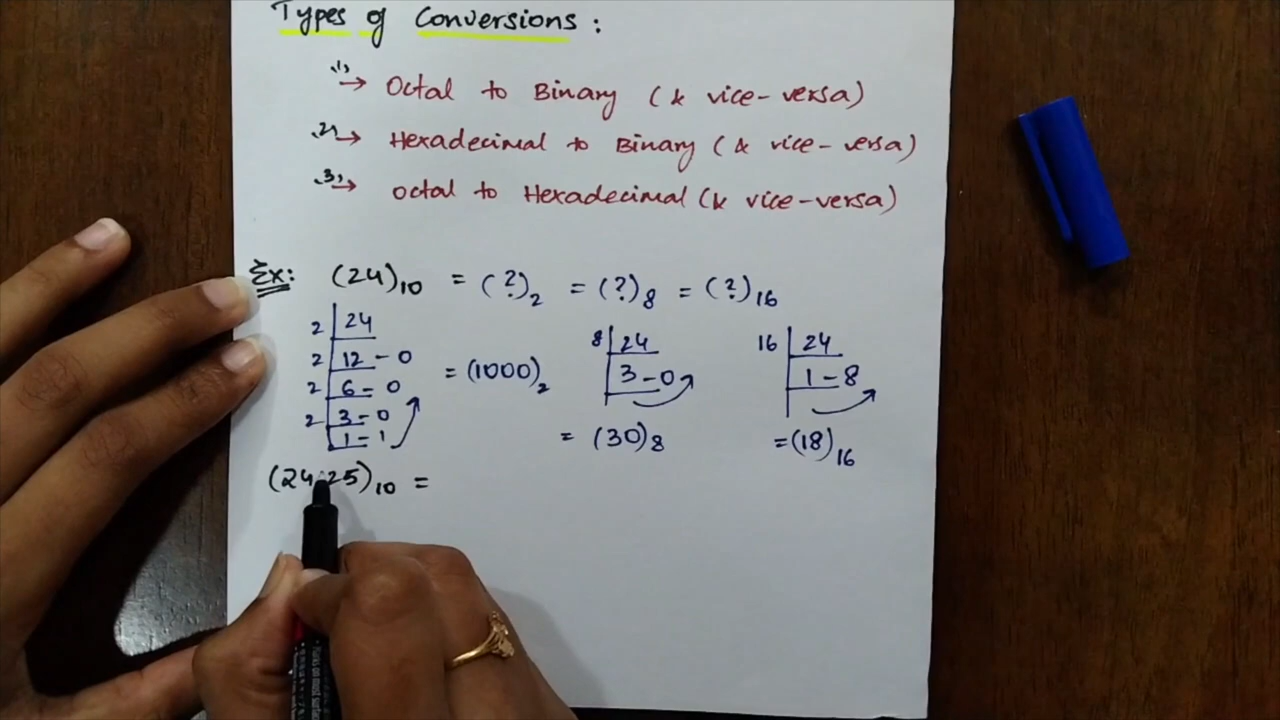 Types of Conversions :
1) → Octal to Binary ( & vice-versa)
2) → Hexadecimal to Binary ( & vice-versa)
3) → octal to Hexadecimal (& vice-versa)
Ex: (24)10 = (?)2 = (?)8 = (?)16
2 | 24
2 | 12 - 0
2 | 6 - 0
2 | 3 - 0
1 - 1
= (1000)2
8 | 24
3 - 0
= (30)8
16 | 24
1 - 8
= (18)16
(24.25)10 =